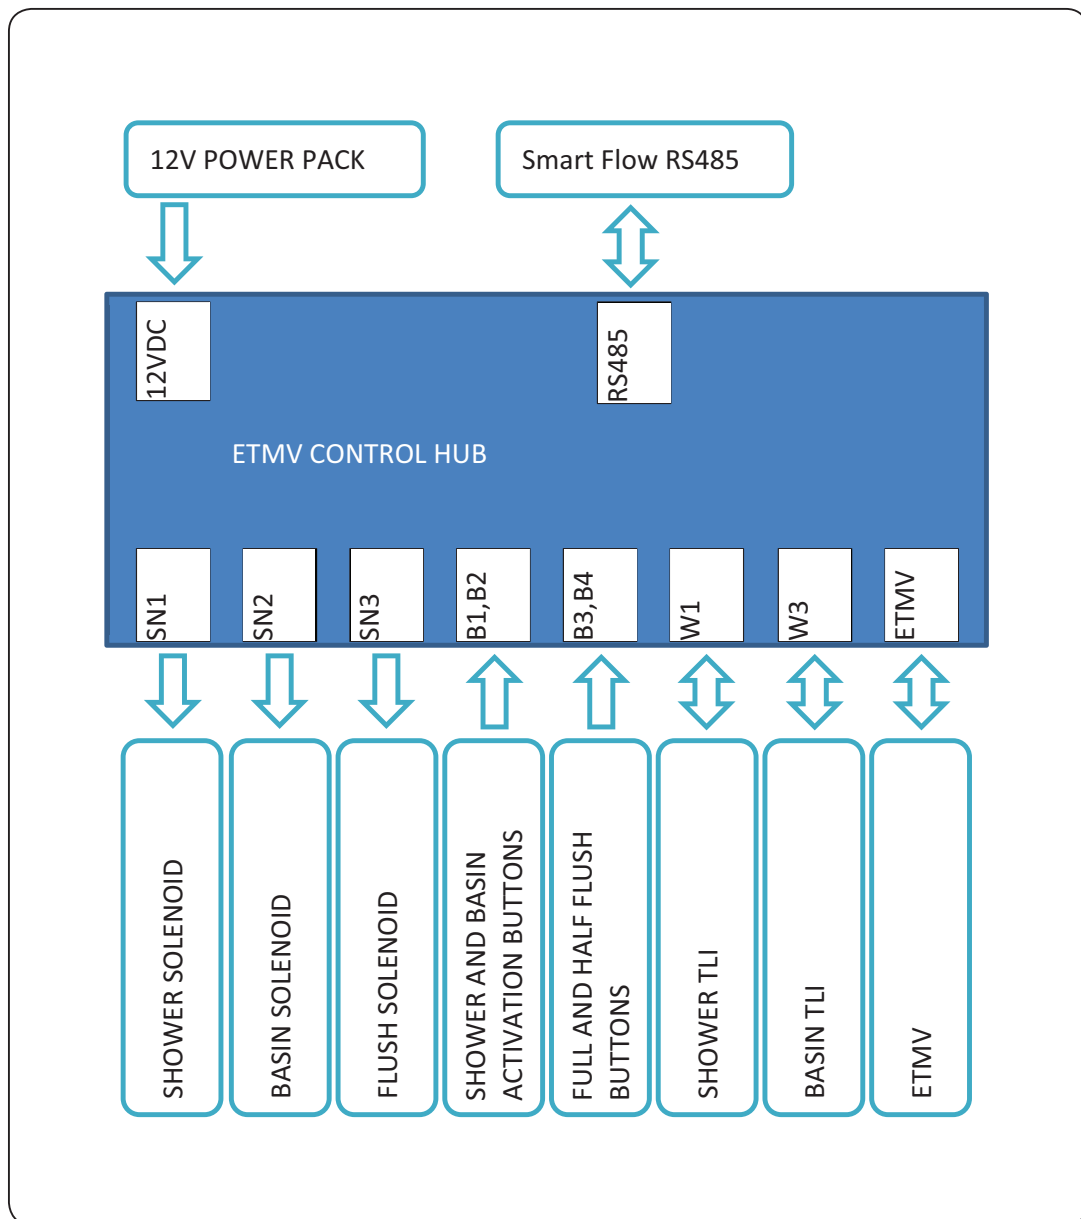 12V POWER PACK
Smart Flow RS485
12VDC
RS485
ETMV CONTROL HUB
SN1
SN2
SN3
B1,B2
B3,B4
W1
W3
ETMV
SHOWER SOLENOID
BASIN SOLENOID
FLUSH SOLENOID
SHOWER AND BASIN
ACTIVATION BUTTONS
FULL AND HALF FLUSH
BUTTONS
SHOWER TLI
BASIN TLI
ETMV